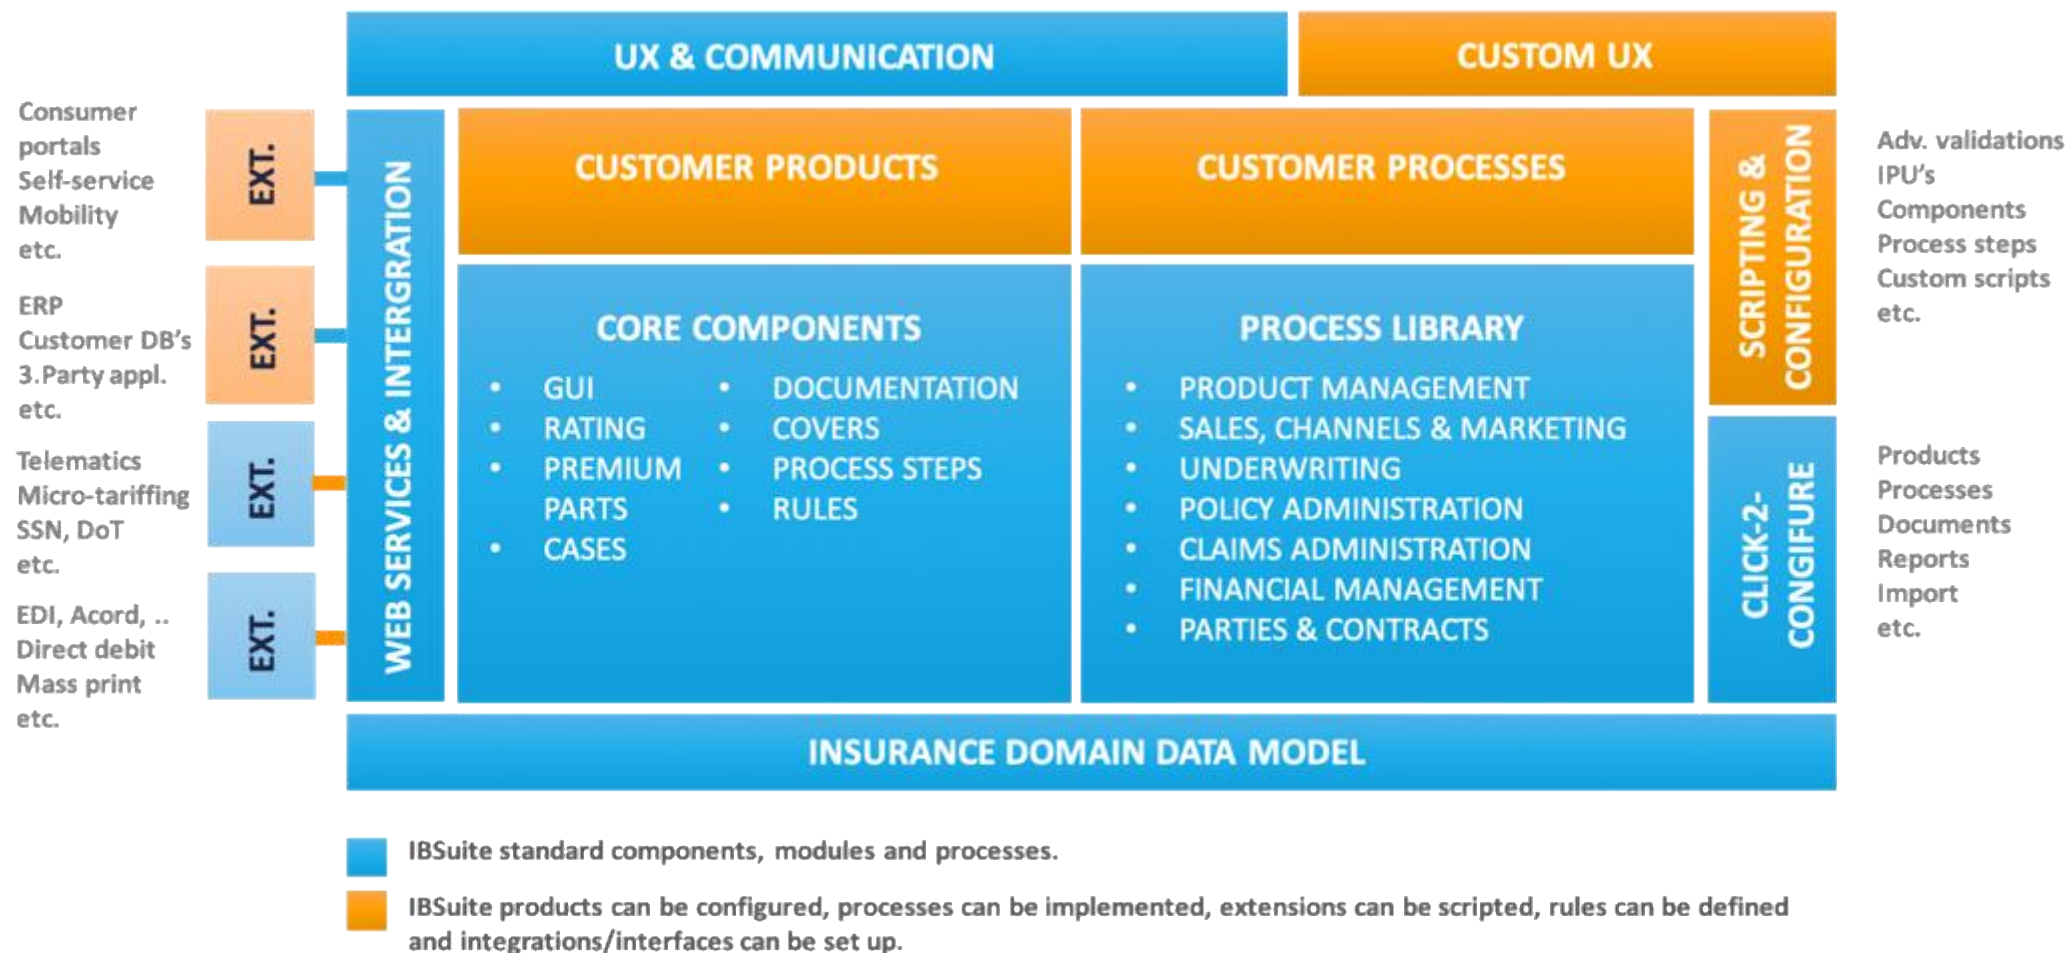 UX & COMMUNICATION
CUSTOM UX
Consumer
portals
Self-service
Mobility
etc.
EXT.
ERP
Customer DB's
3.Party appl.
etc.
EXT.
Telematics
Micro-tariffing
SSN, DoT
etc.
EXT.
EDI, Acord, ..
Direct debit
Mass print
etc.
EXT.
WEB SERVICES & INTERGRATION
CUSTOMER PRODUCTS
CUSTOMER PROCESSES
CORE COMPONENTS
• GUI
• RATING
• PREMIUM
PARTS
• CASES
• DOCUMENTATION
• COVERS
• PROCESS STEPS
• RULES
PROCESS LIBRARY
• PRODUCT MANAGEMENT
• SALES, CHANNELS & MARKETING
• UNDERWRITING
• POLICY ADMINISTRATION
• CLAIMS ADMINISTRATION
• FINANCIAL MANAGEMENT
• PARTIES & CONTRACTS
SCRIPTING &
CONFIGURATION
Adv. validations
IPU's
Components
Process steps
Custom scripts
etc.
CLICK-2-
CONGIFURE
Products
Processes
Documents
Reports
Import
etc.
INSURANCE DOMAIN DATA MODEL
IBSuite standard components, modules and processes.
IBSuite products can be configured, processes can be implemented, extensions can be scripted, rules can be defined
and integrations/interfaces can be set up.